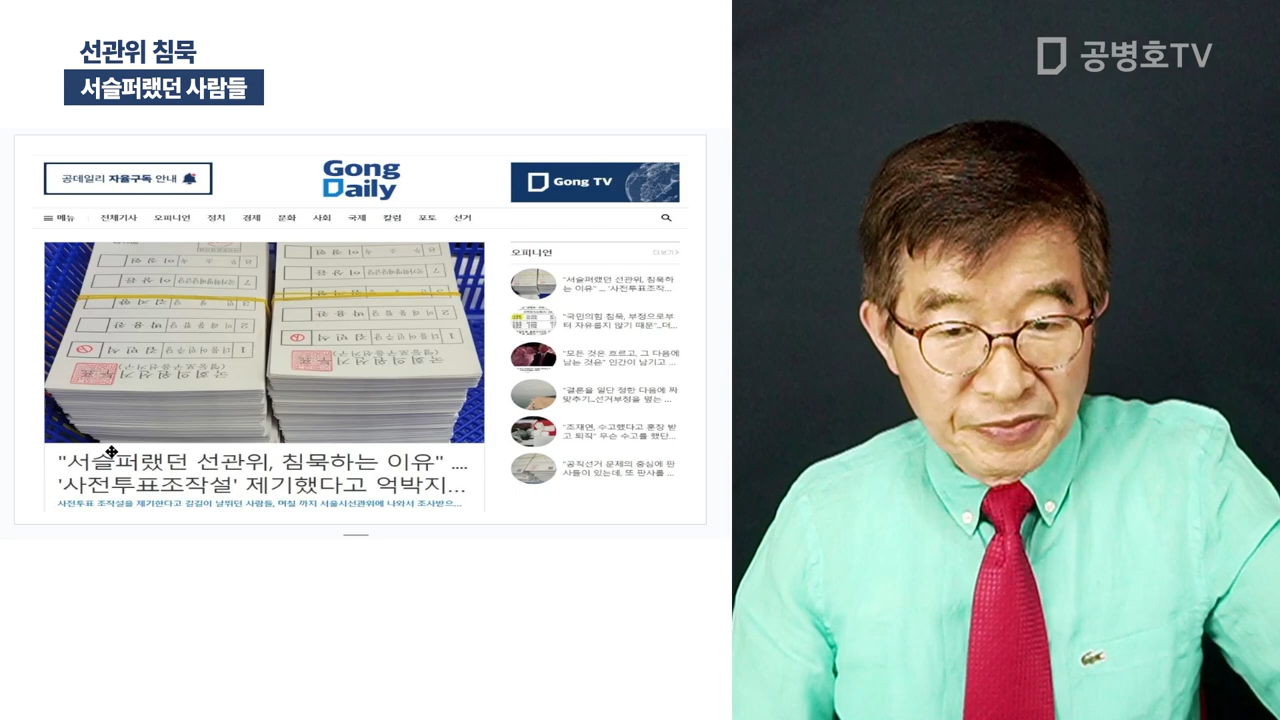 선관위 침묵
서슬퍼랬던 사람들
공병호TV
공데일리 자율구독 안내
Gong
Daily
Gong TV
메뉴
전체기사
오피니언
정치
경제
문화
사회
국제
칼럼
포토
선거
"서슬퍼랬던 선관위, 침묵하는 이유" ....
'사전투표조작설' 제기했다고 억박지...
사전투표 조작설을 제기한다고 길길이 날뛰던 사람들, 며칠 까지 서울시선관위에 나와서 조사받으...
오피니언
더보기>
"서슬퍼랬던 선관위, 침묵하
는 이유" ... '사전투표조작...
"국민의힘 침묵, 부정으로부
터 자유롭지 않기 때문"...더...
"모든 것은 흐르고, 그 다음에
남는 것은" 인간이 남기고 ...
"결론을 일단 정한 다음에 짜
맞추기...선거부정을 덮는 ...
"조재연, 수고했다고 훈장 받
고 퇴직" 무슨 수고를 했단...
"공직선거 문제의 중심에 판
사들이 있는데, 또 판사를 ...